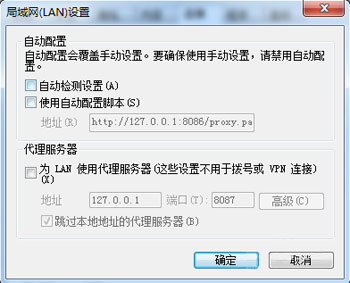 局域网(LAN)设置
自动配置
自动配置会覆盖手动设置。要确保使用手动设置，请禁用自动配
置。
自动检测设置(A)
使用自动配置脚本(S)
地址(R) http://127.0.0.1:8086/proxy.pa
代理服务器
为 LAN 使用代理服务器(这些设置不用于拨号或 VPN 连接)
(X)
地址 127.0.0.1 端口(T): 8087 高级(C)
跳过本地地址的代理服务器(B)
确定 取消